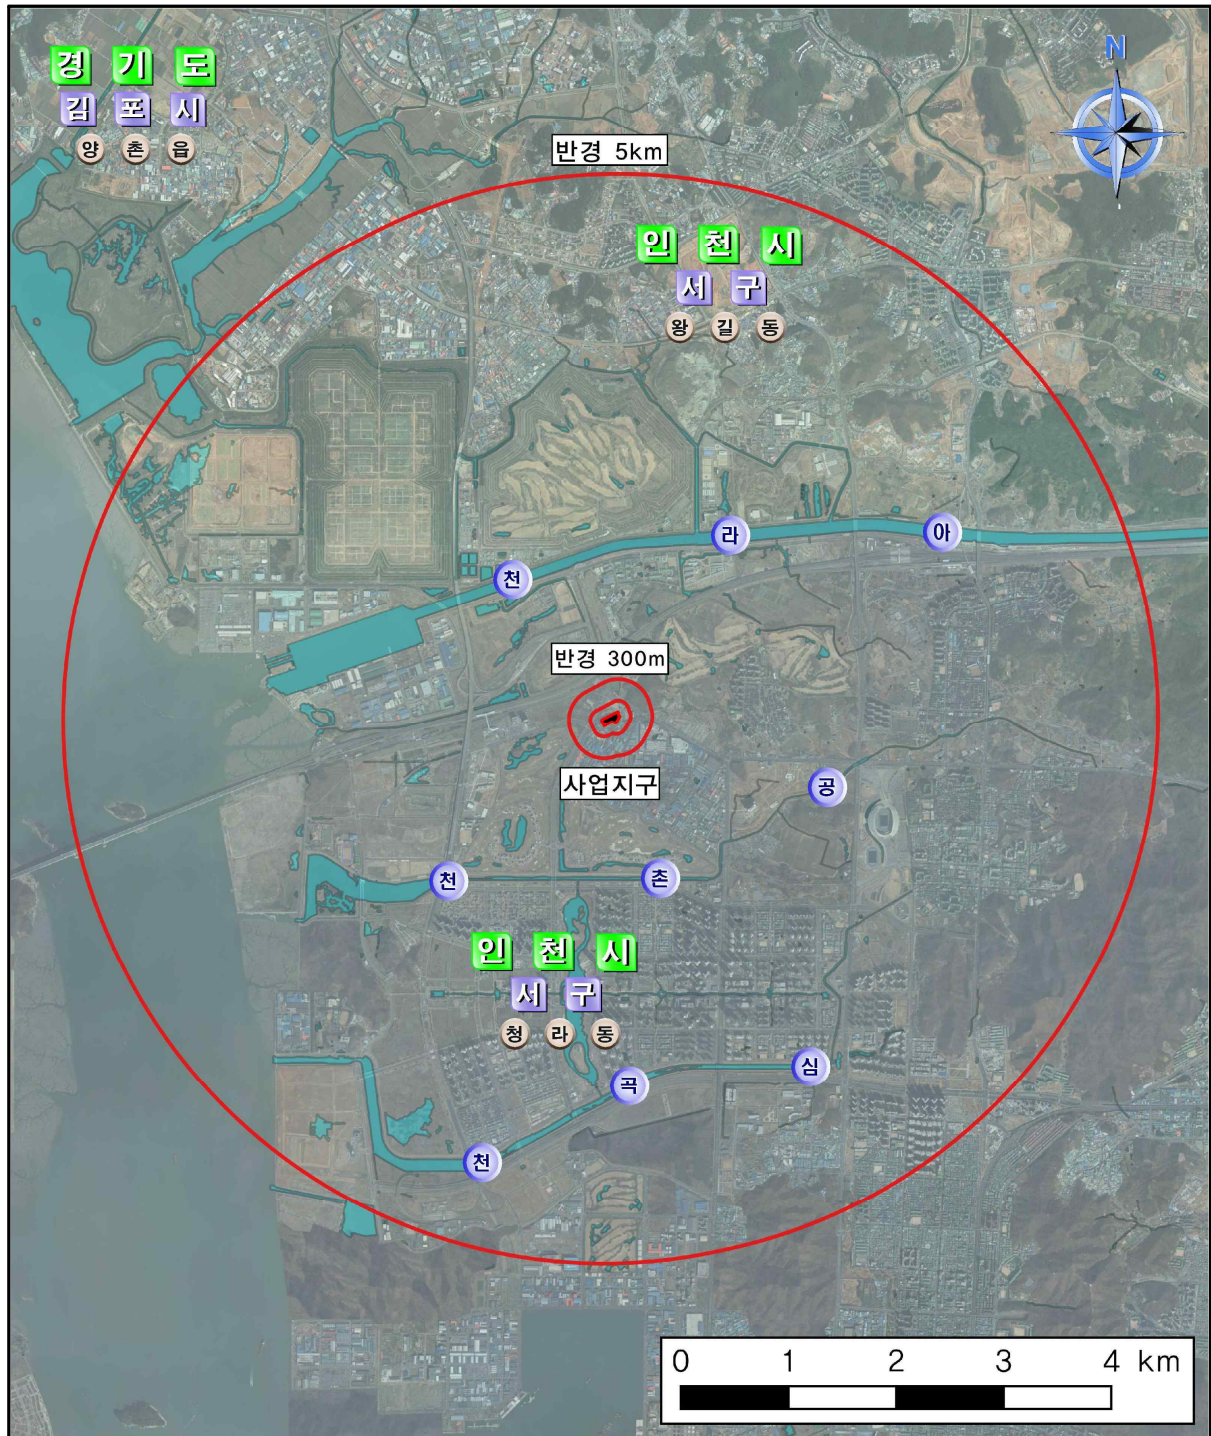 경 기 도
김 포 시
양 촌 읍
N
반경 5km
인 천 시
서 구
왕 길 동
아 라 천
반경 300m
사업지구
공 촌 천
인 천 시
서 구
청 라 동
심 곡 천
0 1 2 3 4 km